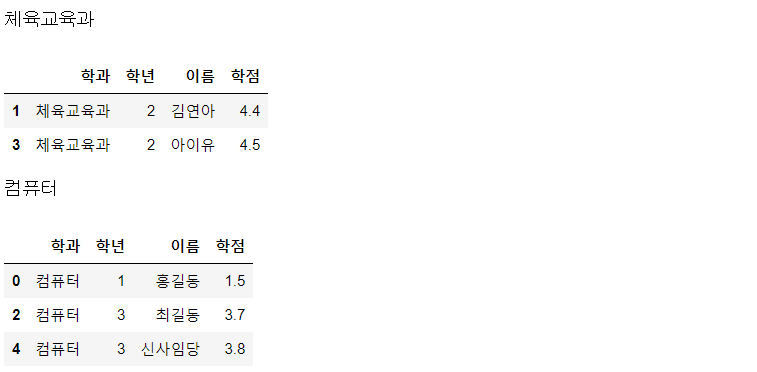 체육교육과
학과 학년 이름 학점
1 체육교육과 2 김연아 4.4
3 체육교육과 2 아이유 4.5
컴퓨터
학과 학년 이름 학점
0 컴퓨터 1 홍길동 1.5
2 컴퓨터 3 최길동 3.7
4 컴퓨터 3 신사임당 3.8